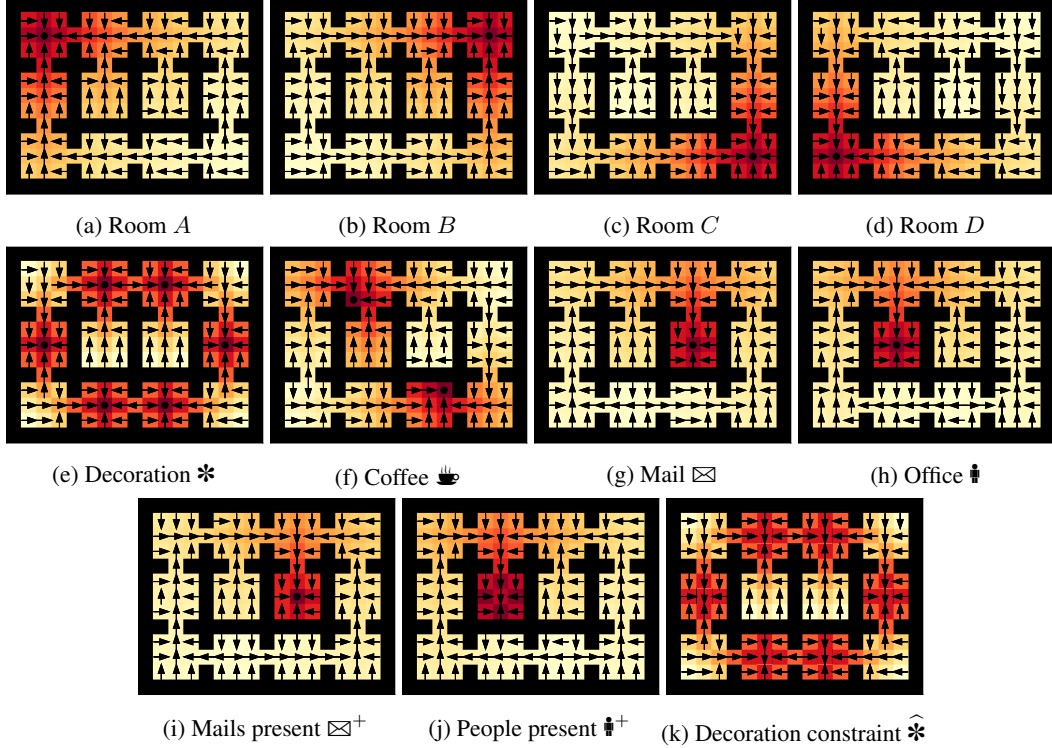 (a) Room A
(b) Room B
(c) Room C
(d) Room D
(e) Decoration ✻
(f) Coffee ☕
(g) Mail ✉
(h) Office 🚹
(i) Mails present ✉+
(j) People present 🚹+
(k) Decoration constraint ✻̂